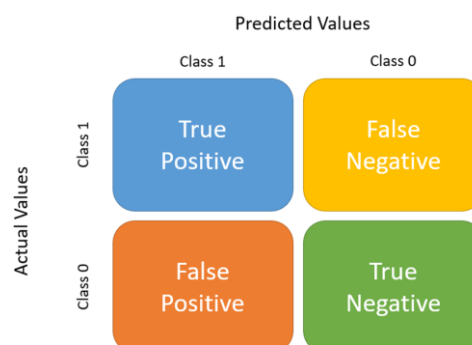 Predicted Values
Class 1
Class 0
Actual Values
Class 1
True
Positive
False
Negative
Class 0
False
Positive
True
Negative